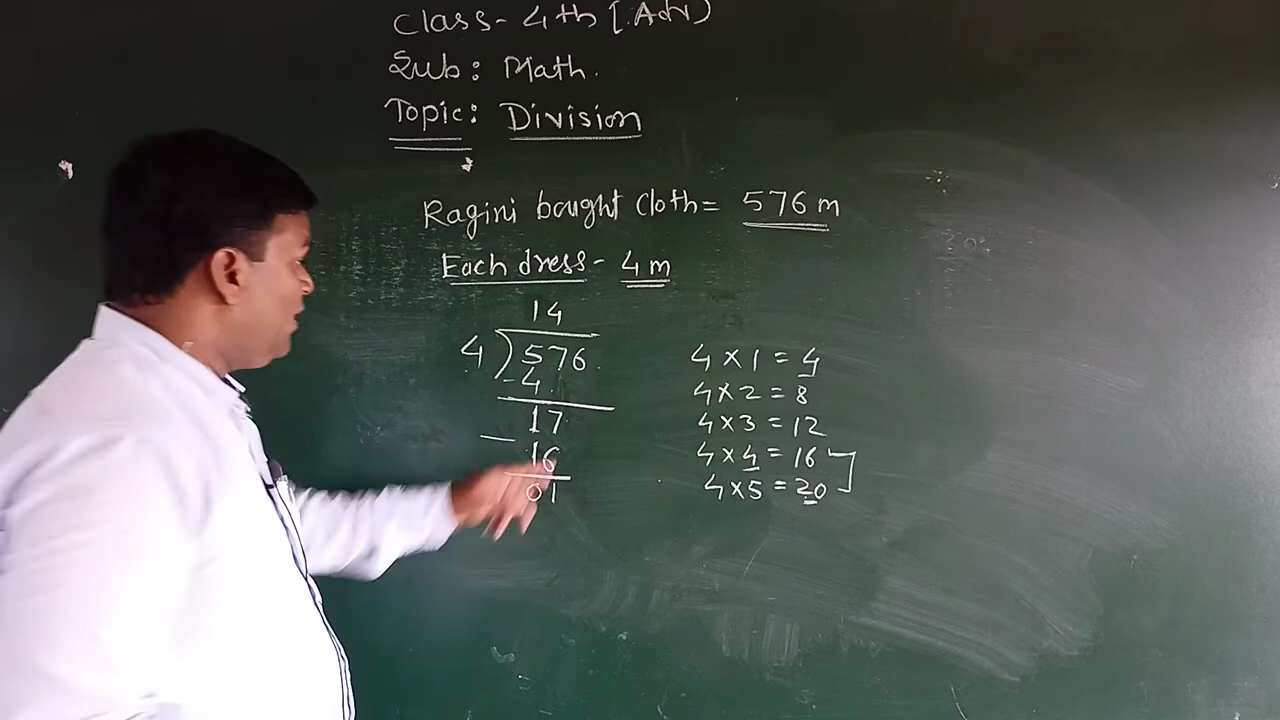 Class - 4th [Adv)
Sub : Math.
Topic : Division
Ragini bought cloth = 576 m
Each dress - 4 m
14
4 ) 576
- 4
17
- 16
01
4 × 1 = 4
4 × 2 = 8
4 × 3 = 12
4 × 4 = 16
4 × 5 = 20